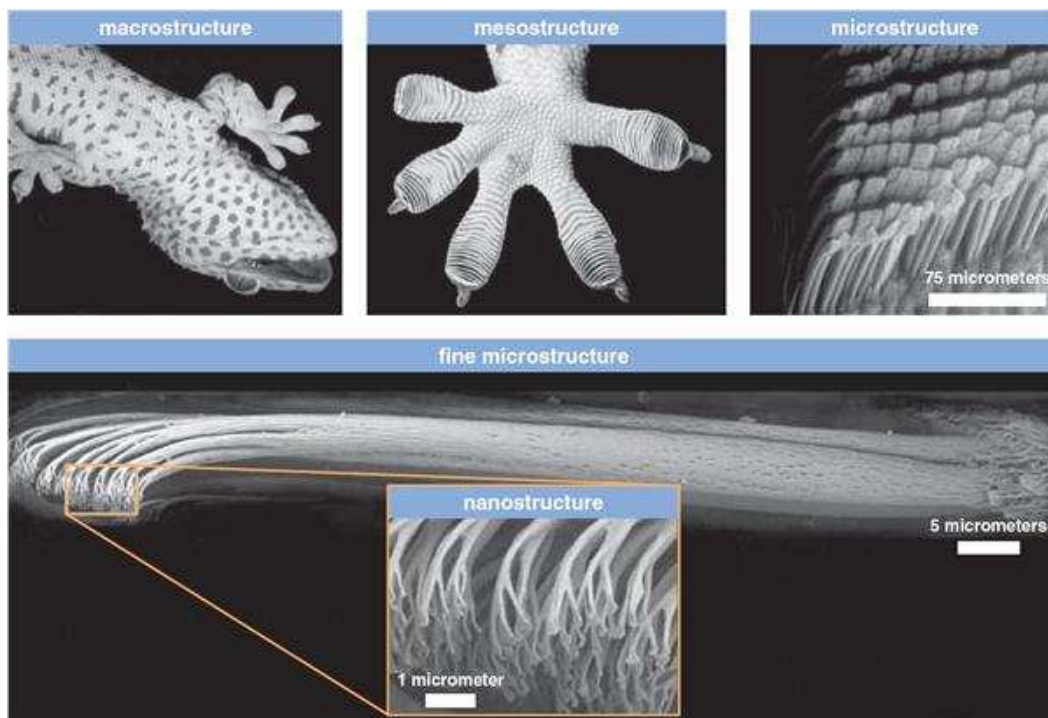 macrostructure
mesostructure
microstructure
75 micrometers
fine microstructure
5 micrometers
nanostructure
1 micrometer